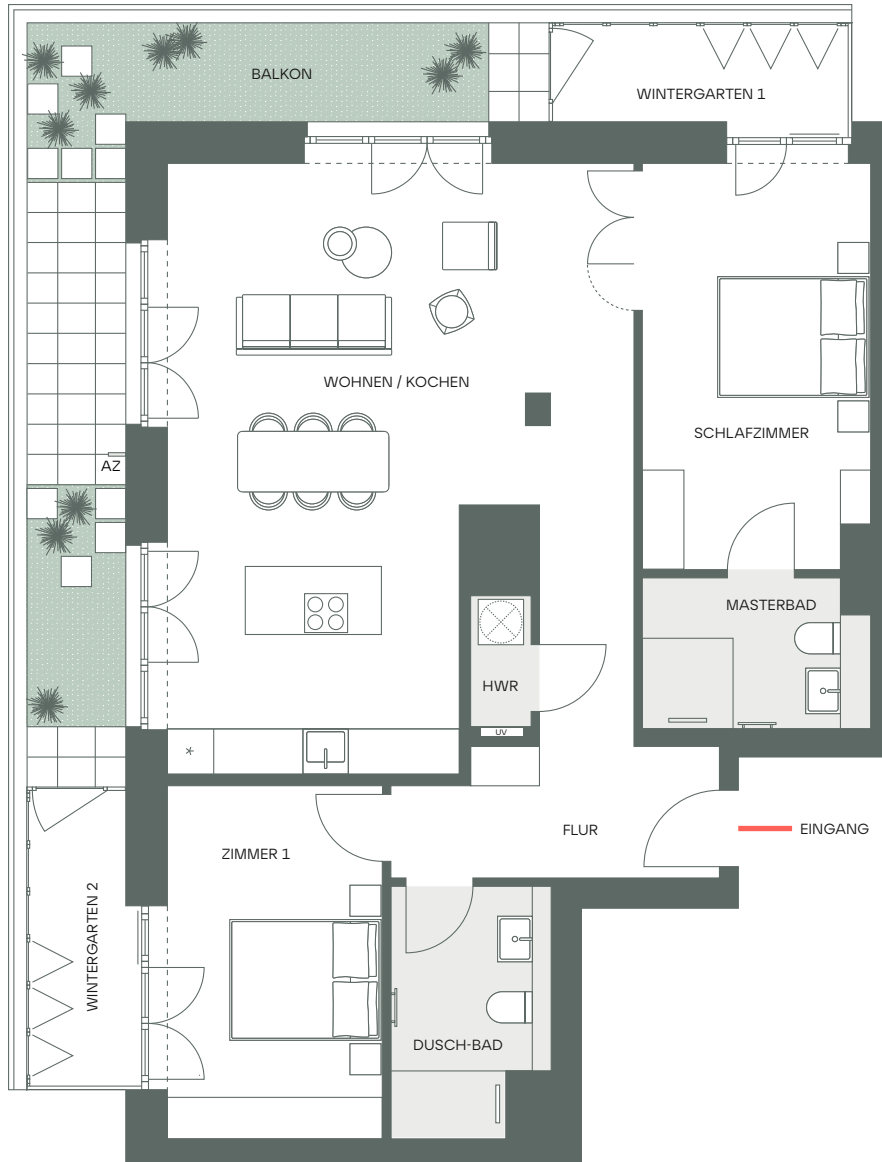 BALKON
WINTERGARTEN 1
WOHNEN / KOCHEN
SCHLAFZIMMER
AZ
MASTERBAD
HWR
UV
*
FLUR
EINGANG
ZIMMER 1
WINTERGARTEN 2
DUSCH-BAD